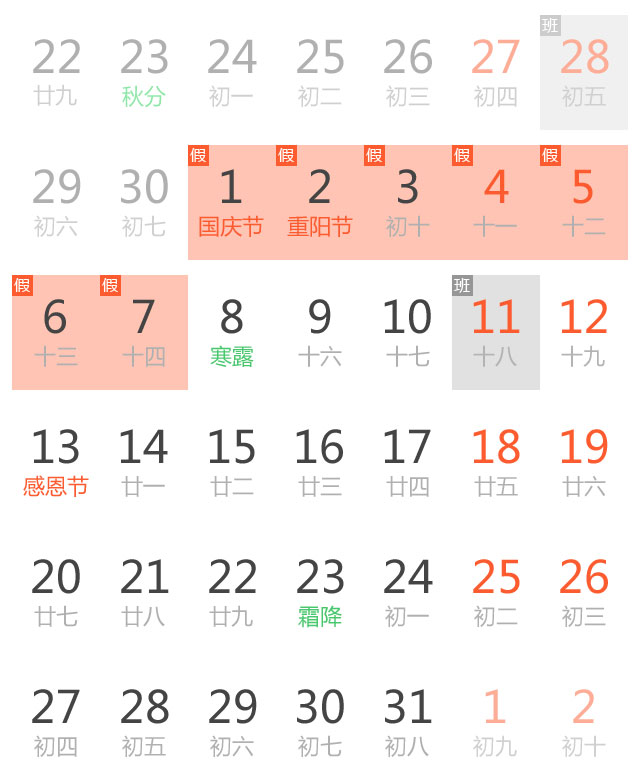 班
22 23 24 25 26 27 28
廿九 秋分 初一 初二 初三 初四 初五
假 假 假 假 假
29 30 1 2 3 4 5
初六 初七 国庆节 重阳节 初十 十一 十二
假 假 班
6 7 8 9 10 11 12
十三 十四 寒露 十六 十七 十八 十九
13 14 15 16 17 18 19
感恩节 廿一 廿二 廿三 廿四 廿五 廿六
20 21 22 23 24 25 26
廿七 廿八 廿九 霜降 初一 初二 初三
27 28 29 30 31 1 2
初四 初五 初六 初七 初八 初九 初十